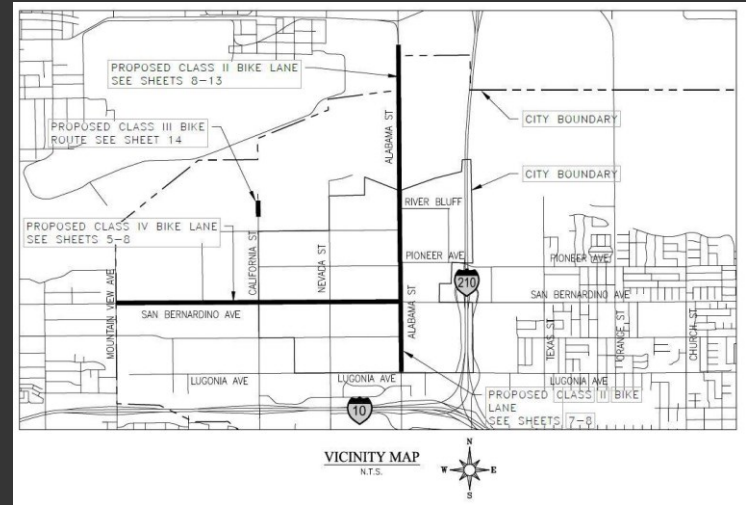 PROPOSED CLASS II BIKE LANE
SEE SHEETS 8-13
PROPOSED CLASS III BIKE
ROUTE SEE SHEET 14
PROPOSED CLASS IV BIKE LANE
SEE SHEETS 5-8
CITY BOUNDARY
CITY BOUNDARY
ALABAMA ST
RIVER BLUFF
PIONEER AVE
PIONEER AVE
CALIFORNIA ST
NEVADA ST
MOUNTAIN VIEW AVE
210
SAN BERNARDINO AVE
SAN BERNARDINO AVE
ALABAMA ST
TEXAS ST
ORANGE ST
CHURCH ST
LUGONIA AVE
LUGONIA AVE
LUGONIA AVE
PROPOSED CLASS II BIKE
LANE
SEE SHEETS 7-8
10
VICINITY MAP
N.T.S.
N
W
E
S